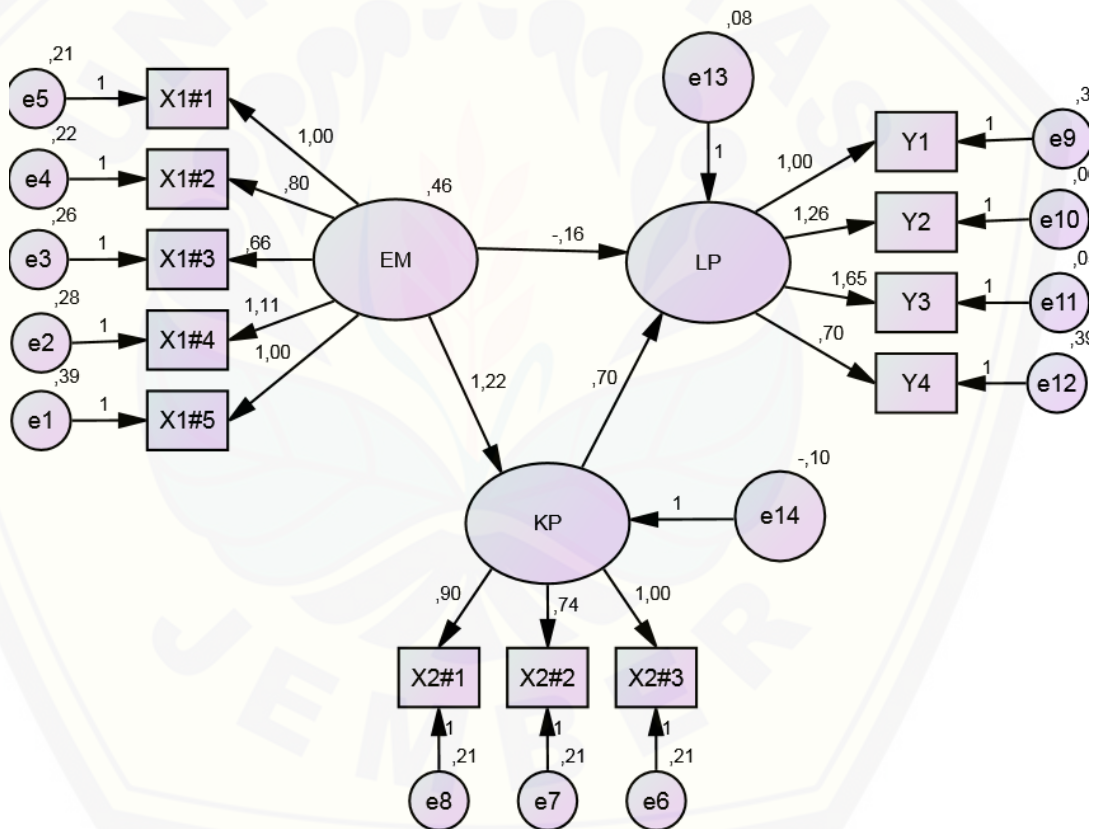 ,08
,21
e13
e5 1 X1#1
,3
1,00
Y1 1 e9
,22
1,00
e4 1 X1#2
,80
,46
1
1,26
Y2 1 e10
,26
-,16
e3 1 X1#3
,66
EM
LP
1,65
Y3 1 e11
,28
1,11
e2 1 X1#4
,70
,39
1,00
Y4 1 e12
,39
e1 1 X1#5
1,22
,70
-,10
KP
1
e14
,90
,74
1,00
X2#1
X2#2
X2#3
1
1
1
,21
,21
,21
e8
e7
e6
JEMBER